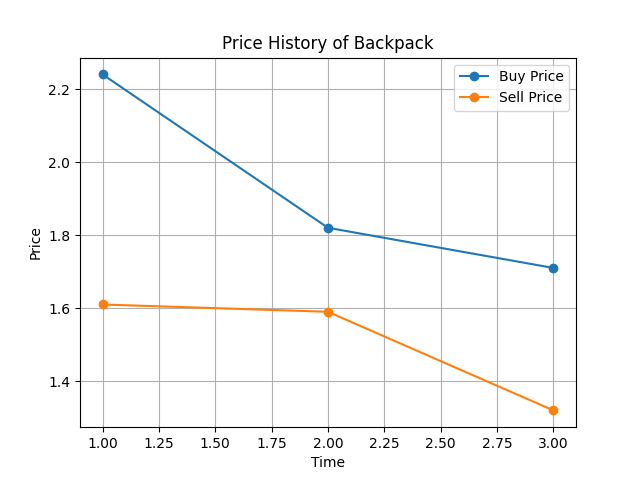 Price History of Backpack
Buy Price
Sell Price
Price
2.2
2.0
1.8
1.6
1.4
1.00 1.25 1.50 1.75 2.00 2.25 2.50 2.75 3.00
Time